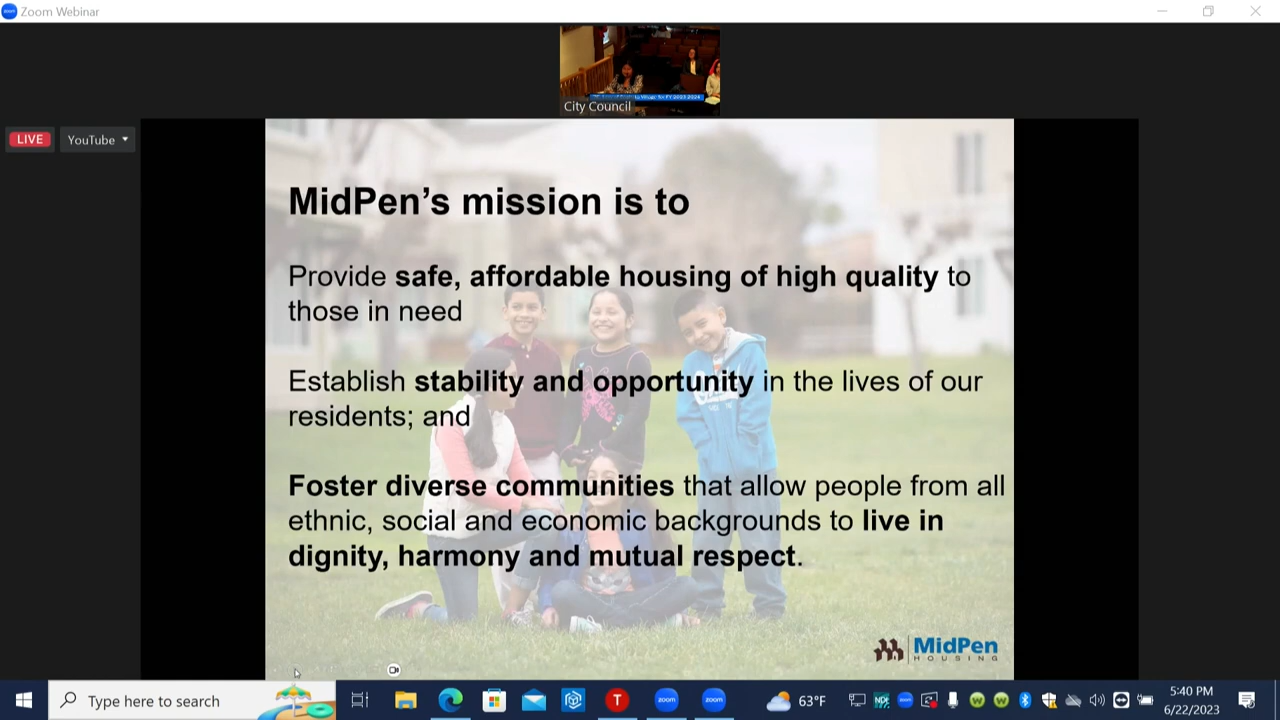 Zoom Webinar
City Council
LIVE
YouTube
MidPen’s mission is to
Provide safe, affordable housing of high quality to
those in need
Establish stability and opportunity in the lives of our
residents; and
Foster diverse communities that allow people from all
ethnic, social and economic backgrounds to live in
dignity, harmony and mutual respect.
MidPen
HOUSING
Type here to search
T
zoom
zoom
63°F
NDI
5:40 PM
6/22/2023